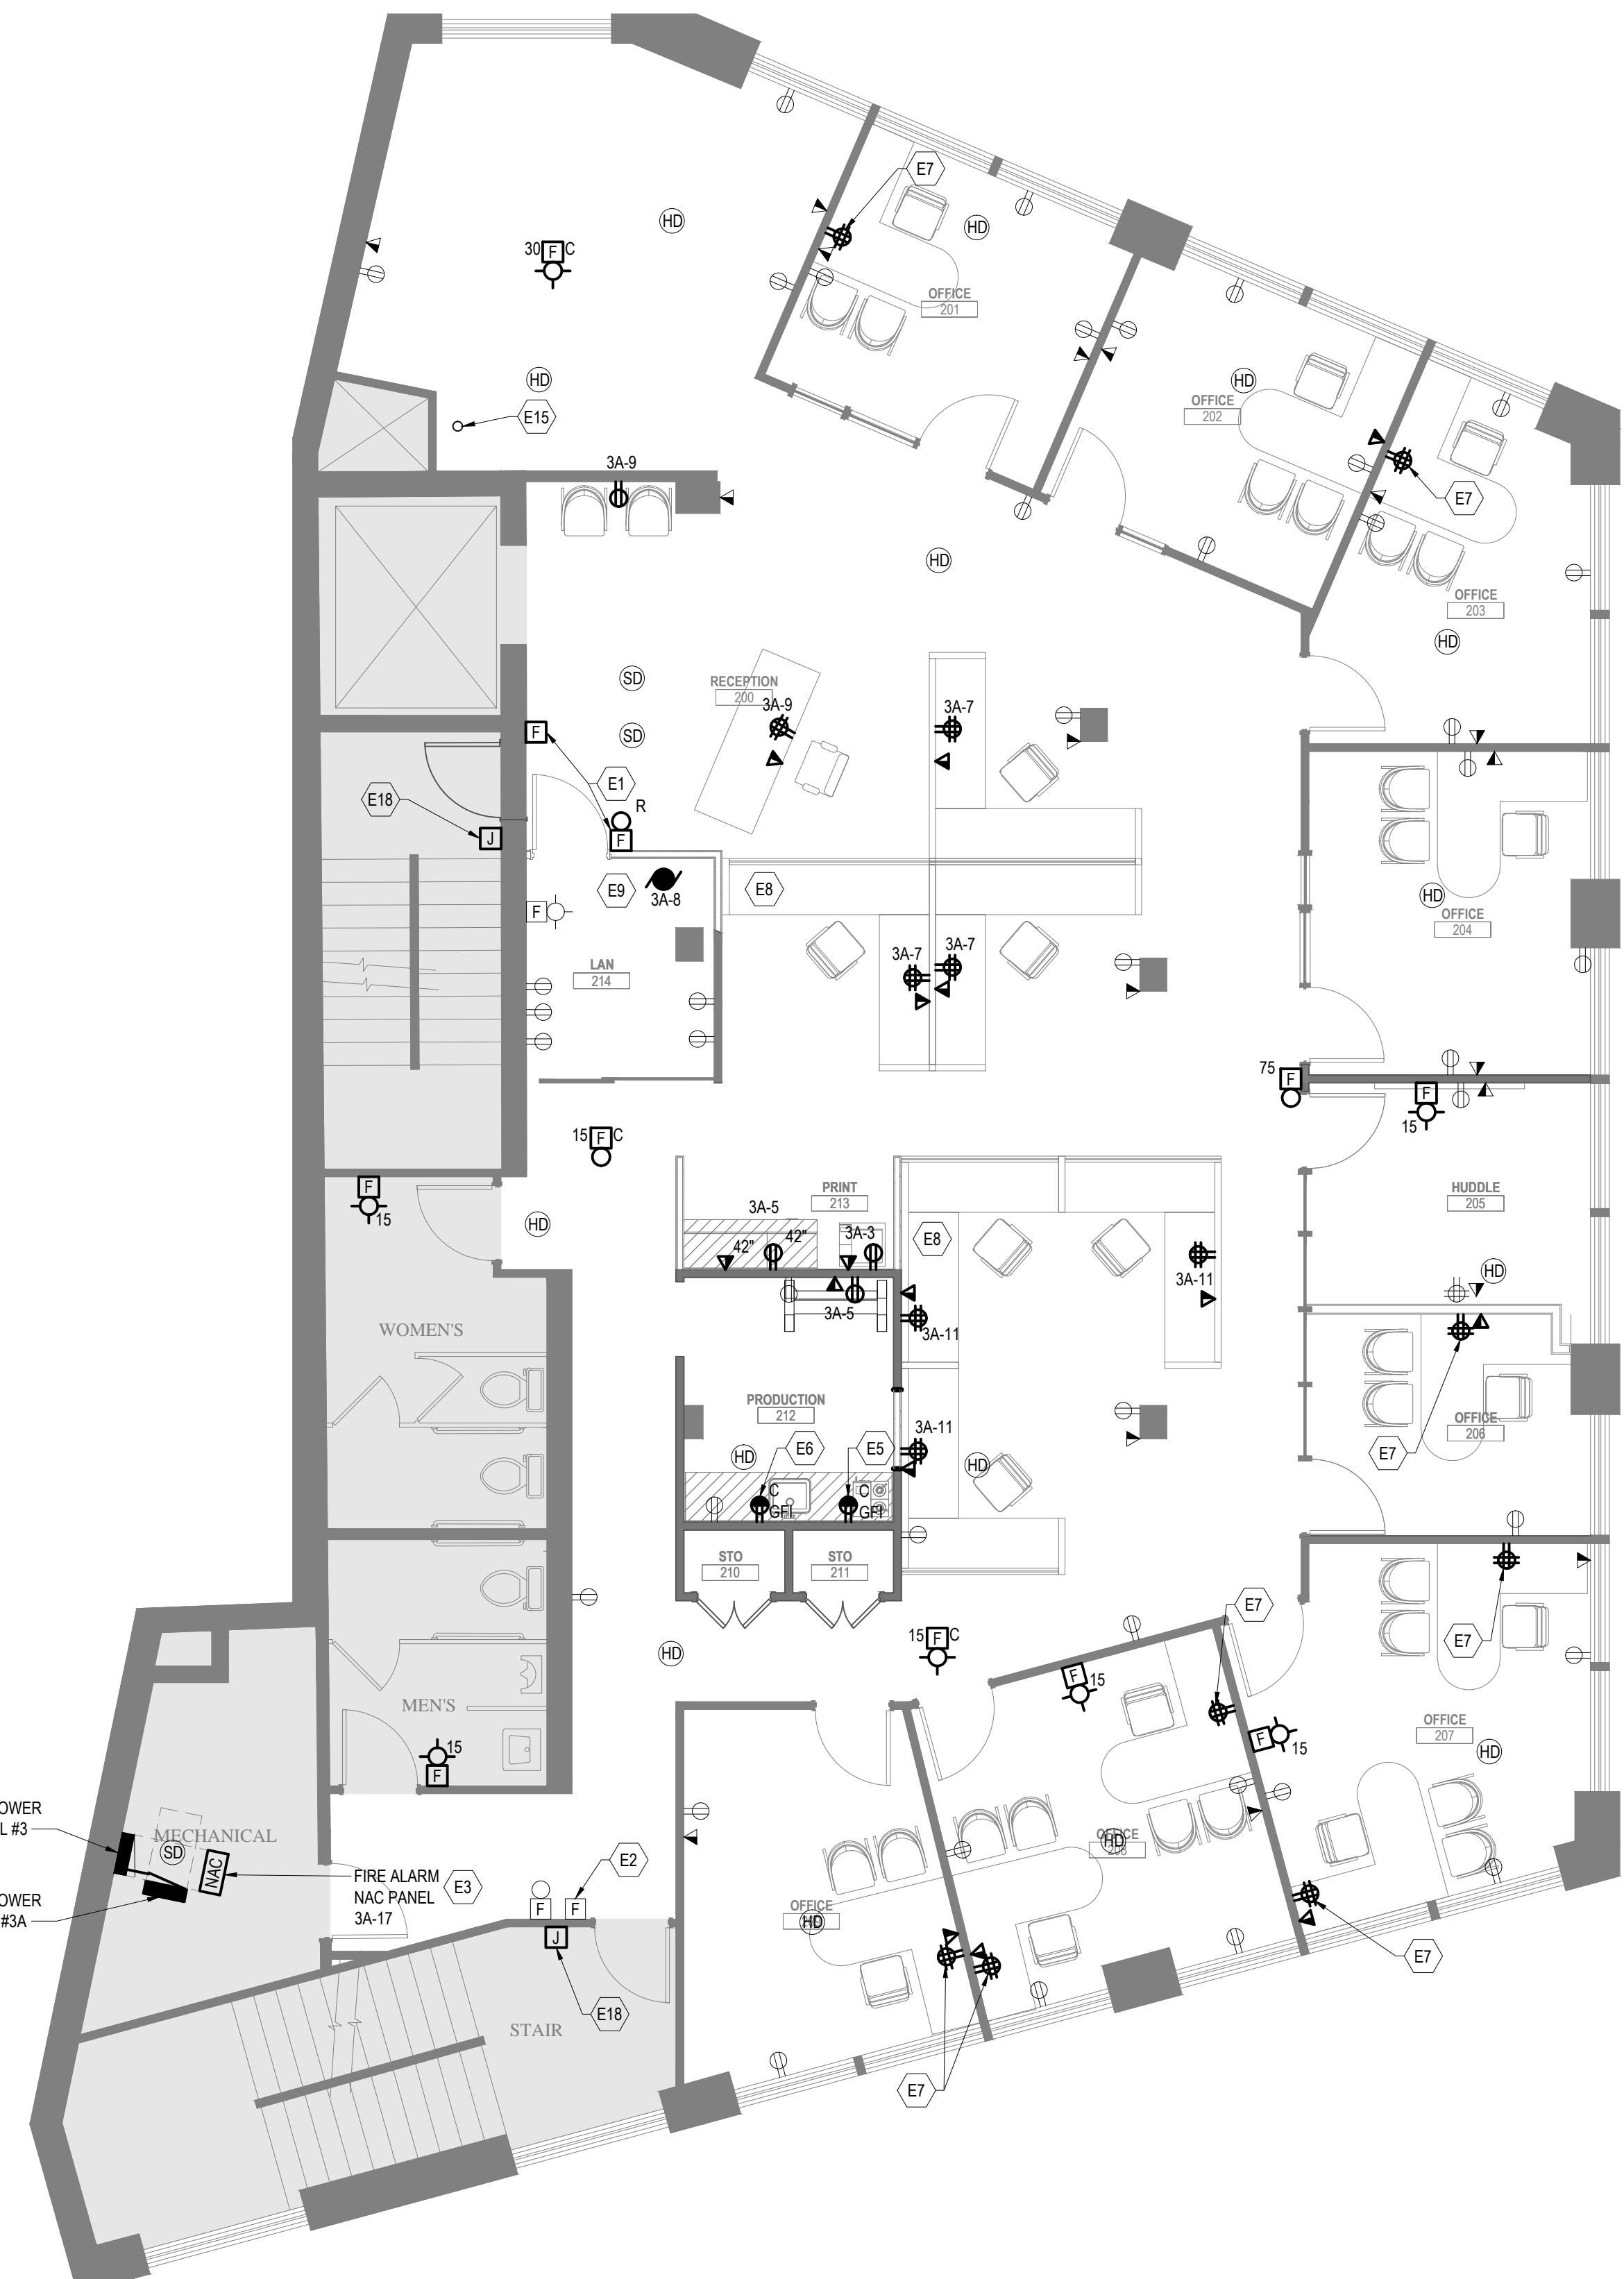 E7
HD
HD
30 F C
OFFICE
201
HD
E15
HD
OFFICE
202
3A-9
E7
HD
OFFICE
203
HD
SD
RECEPTION
200
3A-9
3A-7
F
SD
E1
E18
R
J
F
E9
3A-8
E8
HD
OFFICE
204
F
3A-7
3A-7
LAN
214
75
F
F
15
15 F C
F
15
PRINT
213
HUDDLE
205
3A-5
HD
42"
42"
3A-3
E8
HD
3A-11
3A-5
3A-11
WOMEN'S
PRODUCTION
212
3A-11
OFFICE
206
E7
HD
E6
E5
HD
C
GFI
C
GFI
STO
210
STO
211
E7
E7
15 F C
HD
F
15
MEN'S
OFFICE
207
F
15
HD
15
F
OWER
L #3
MECHANICAL
SD
NAC
HD
E2
FIRE ALARM
NAC PANEL
3A-17
E3
OWER
#3A
F
F
OFFICE
HD
J
E7
E18
STAIR
E7